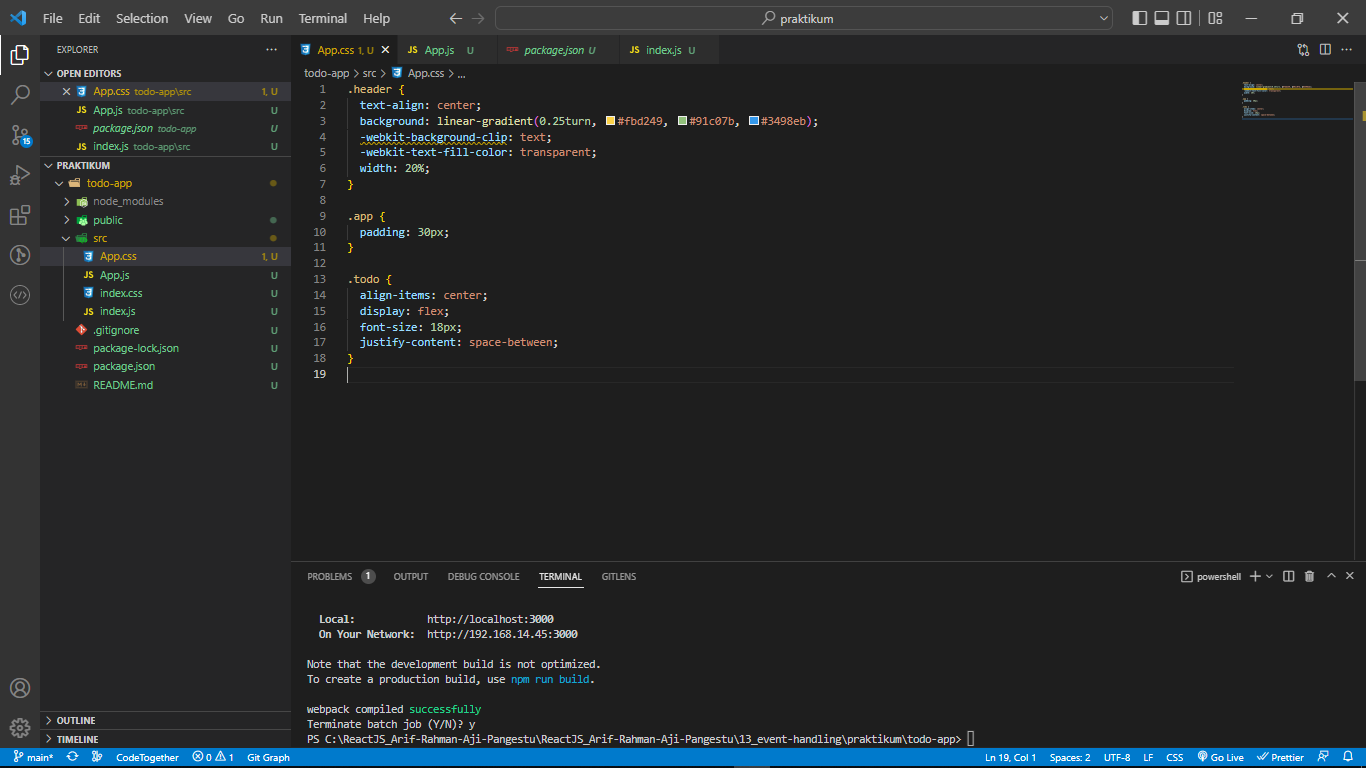 File Edit Selection View Go Run Terminal Help praktikum
EXPLORER
OPEN EDITORS
App.css todo-app\src 1, U
JS App.js todo-app\src U
package.json todo-app U
JS index.js todo-app\src U
PRAKTIKUM
todo-app
node_modules
public
src
App.css 1, U
JS App.js U
index.css U
JS index.js U
.gitignore U
package-lock.json U
package.json U
README.md U
OUTLINE
TIMELINE
15
App.css 1, U JS App.js U package.json U JS index.js U
todo-app > src > App.css > ...
1 .header {
2 text-align: center;
3 background: linear-gradient(0.25turn, #fbd249, #91c07b, #3498eb);
4 -webkit-background-clip: text;
5 -webkit-text-fill-color: transparent;
6 width: 20%;
7 }
8
9 .app {
10 padding: 30px;
11 }
12
13 .todo {
14 align-items: center;
15 display: flex;
16 font-size: 18px;
17 justify-content: space-between;
18 }
19
PROBLEMS 1 OUTPUT DEBUG CONSOLE TERMINAL GITLENS powershell
Local: http://localhost:3000
On Your Network: http://192.168.14.45:3000
Note that the development build is not optimized.
To create a production build, use npm run build.
webpack compiled successfully
Terminate batch job (Y/N)? y
PS C:\ReactJS_Arif-Rahman-Aji-Pangestu\ReactJS_Arif-Rahman-Aji-Pangestu\13_event-handling\praktikum\todo-app>
main* CodeTogether 0 1 Git Graph Ln 19, Col 1 Spaces: 2 UTF-8 LF CSS Go Live Prettier